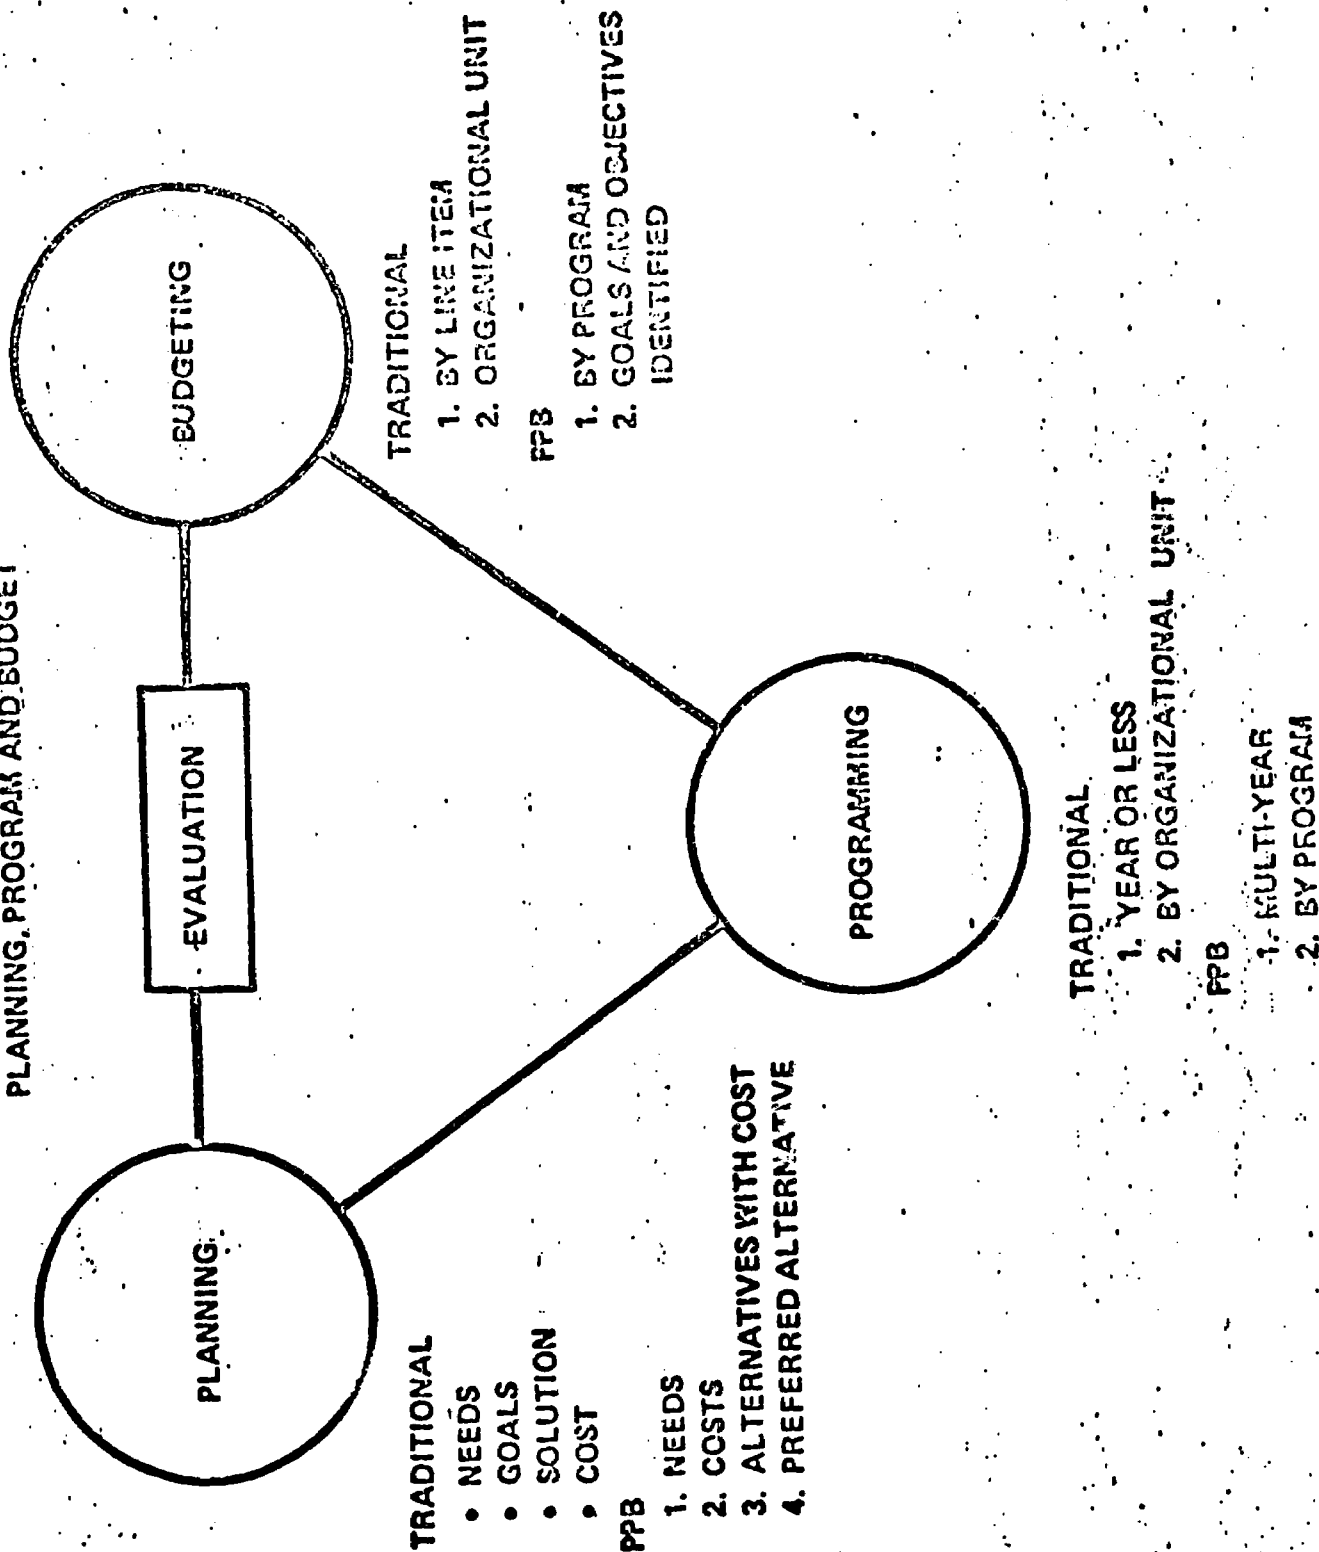 PLANNING, PROGRAM AND BUDGET
PLANNING
EVALUATION
BUDGETING
PROGRAMMING
TRADITIONAL
• NEEDS
• GOALS
• SOLUTION
• COST
PPB
1. NEEDS
2. COSTS
3. ALTERNATIVES WITH COST
4. PREFERRED ALTERNATIVE
TRADITIONAL
1. YEAR OR LESS
2. BY ORGANIZATIONAL UNIT
PPB
1. MULTI-YEAR
2. BY PROGRAM
TRADITIONAL
1. BY LINE ITEM
2. ORGANIZATIONAL UNIT
PPB
1. BY PROGRAM
2. GOALS AND OBJECTIVES
IDENTIFIED